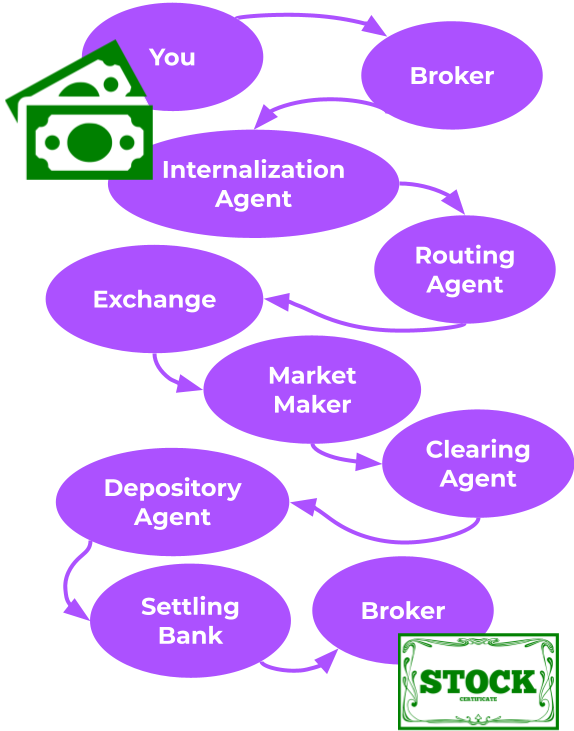 You
Broker
Internalization
Agent
Routing
Agent
Exchange
Market
Maker
Clearing
Agent
Depository
Agent
Settling
Bank
Broker
STOCK
CERTIFICATE